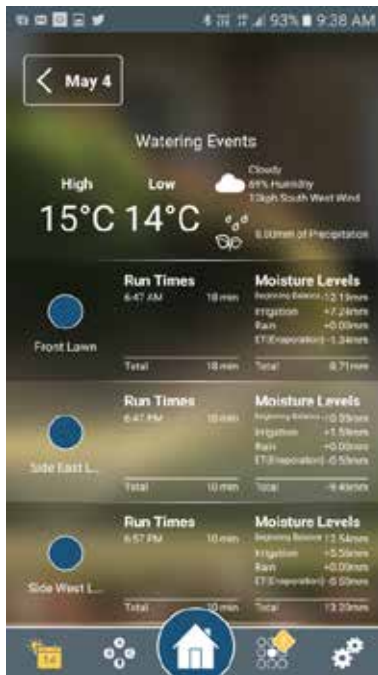 93% 9:38 AM
May 4
Watering Events
High
Low
15°C
14°C
Cloudy
69% Humidity
13kph South West Wind
0.00mm of Precipitation
Front Lawn
Run Times
6:47 AM 18 min
Total 18 min
Moisture Levels
Beginning Balance
Irrigation +7.24mm
Rain +0.00mm
ET(Evaporation) -1.34mm
Total 8.71mm
Side East L...
Run Times
6:47 PM 10 min
Total 10 min
Moisture Levels
Beginning Balance
Irrigation
Rain +0.00mm
ET(Evaporation)
Total
Side West L...
Run Times
6:57 PM 10 min
Total 10 min
Moisture Levels
Beginning Balance
Irrigation
Rain +0.00mm
ET(Evaporation)
Total
14